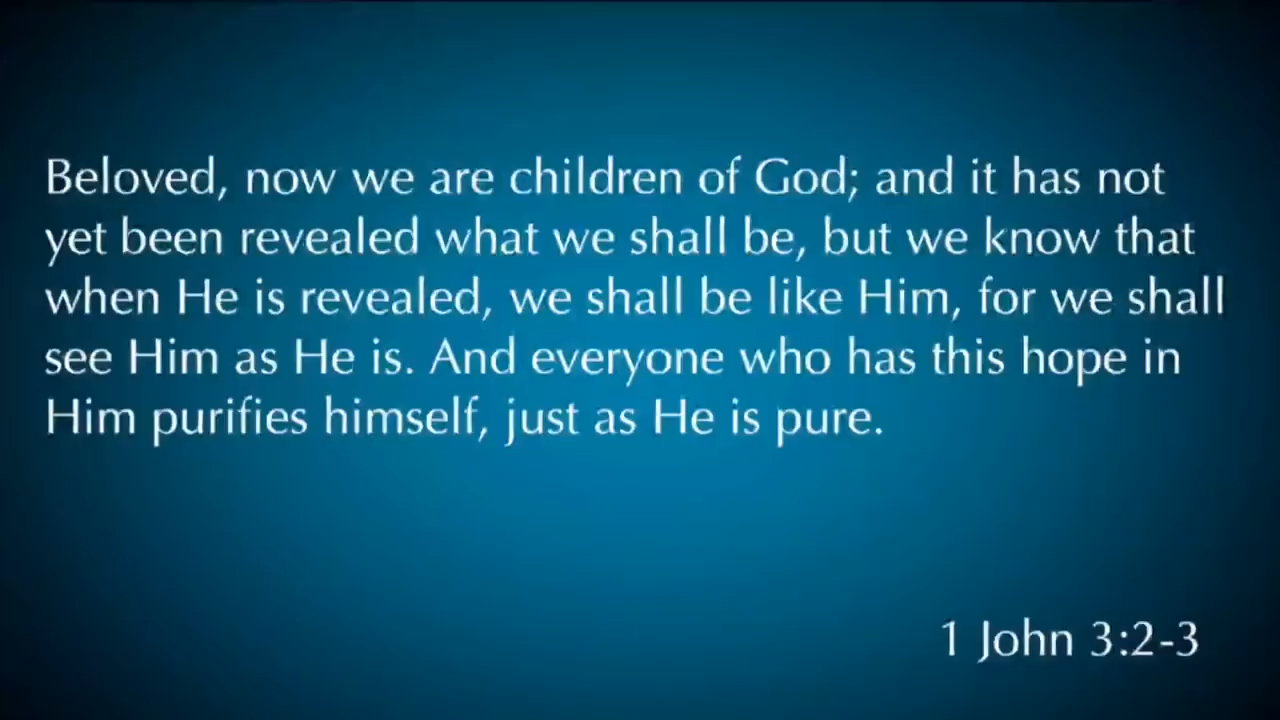 Beloved, now we are children of God; and it has not
yet been revealed what we shall be, but we know that
when He is revealed, we shall be like Him, for we shall
see Him as He is. And everyone who has this hope in
Him purifies himself, just as He is pure.
1 John 3:2-3